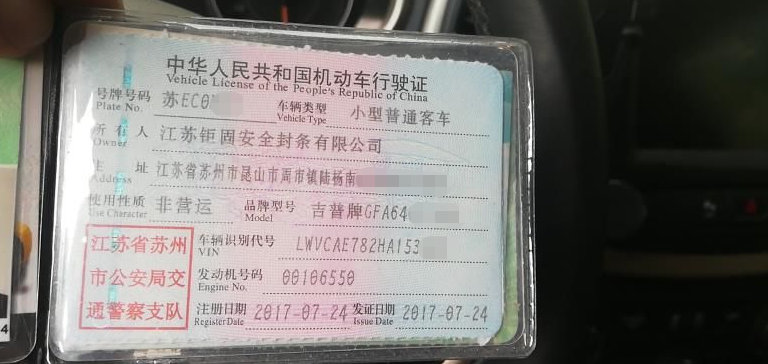 中华人民共和国机动车行驶证
Vehicle License of the People's Republic of China
号牌号码 Plate No. 苏EC0 车辆类型 Vehicle Type 小型普通客车
所有人 Owner 江苏钜固安全封条有限公司
主址 Address 江苏省苏州市昆山市周市镇陆杨南
使用性质 Use Character 非营运 品牌型号 Model 吉普牌GFA64
江苏省苏州 车辆识别代号 VIN LWVCAE782HA153
市公安局交 发动机号码 Engine No. 00106550
通警察支队 注册日期 Register Date 2017-07-24 发证日期 Issue Date 2017-07-24
4